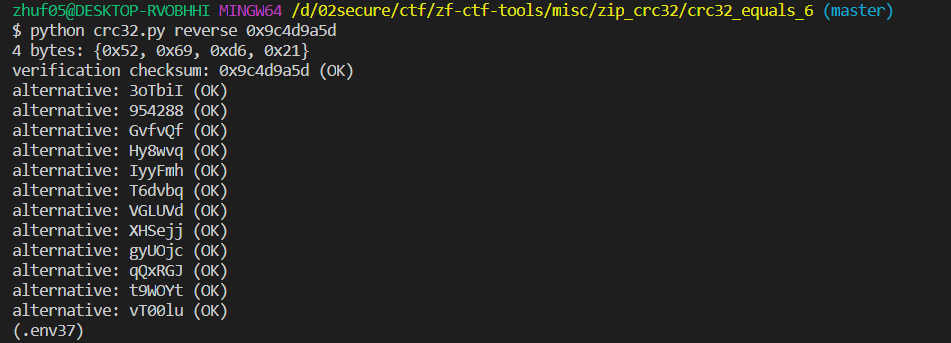 zhuf05@DESKTOP-RVOBHHI MINGW64 /d/02secure/ctf/zf-ctf-tools/misc/zip_crc32/crc32_equals_6 (master)
$ python crc32.py reverse 0x9c4d9a5d
4 bytes: {0x52, 0x69, 0xd6, 0x21}
verification checksum: 0x9c4d9a5d (OK)
alternative: 3oTbiI (OK)
alternative: 954288 (OK)
alternative: GvfvQf (OK)
alternative: Hy8wvq (OK)
alternative: IyyFmh (OK)
alternative: T6dvbq (OK)
alternative: VGLUVd (OK)
alternative: XHSejj (OK)
alternative: gyUOjc (OK)
alternative: qQxRGJ (OK)
alternative: t9WOYt (OK)
alternative: vT00lu (OK)
(.env37)